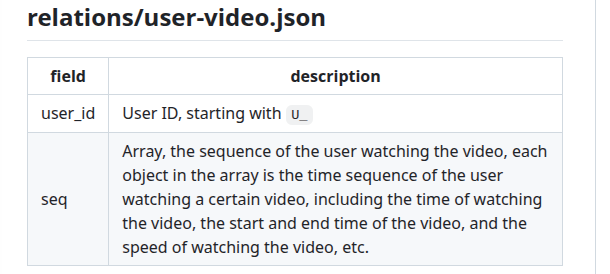 relations/user-video.json
field description
user_id User ID, starting with U_
Array, the sequence of the user watching the video, each
object in the array is the time sequence of the user
seq watching a certain video, including the time of watching
the video, the start and end time of the video, and the
speed of watching the video, etc.